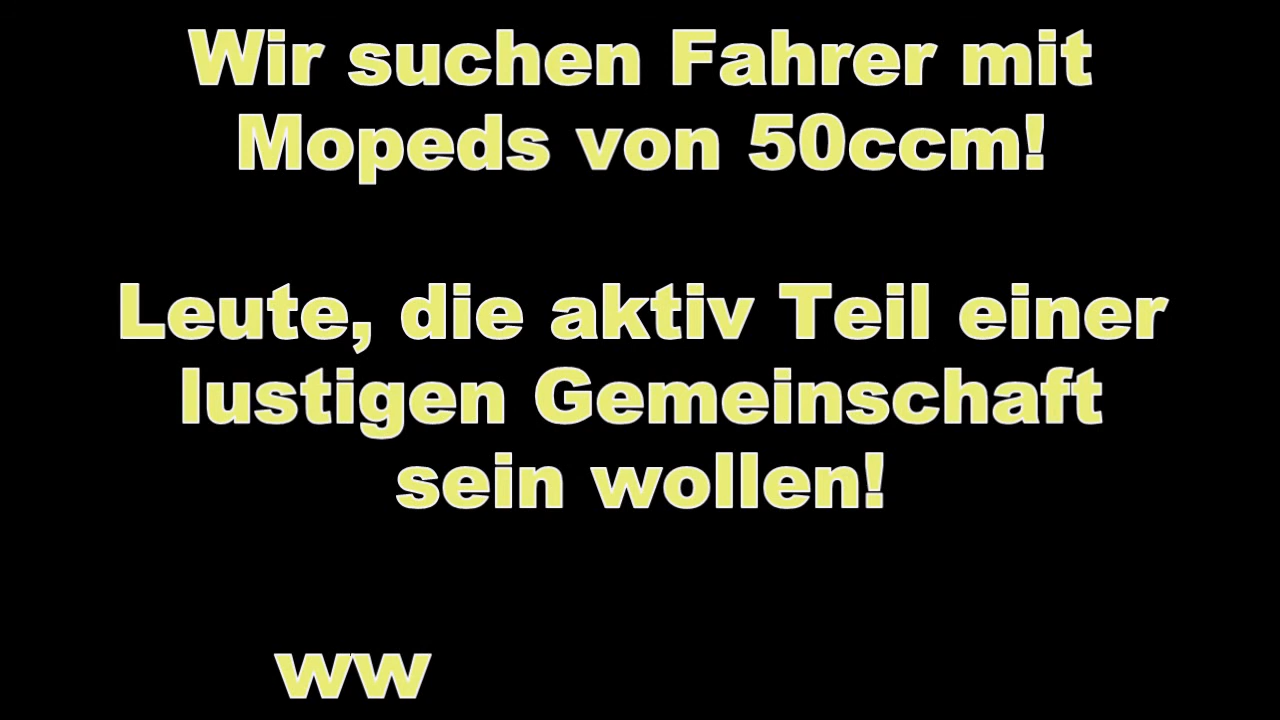 Wir suchen Fahrer mit
Mopeds von 50ccm!
Leute, die aktiv Teil einer
lustigen Gemeinschaft
sein wollen!
ww